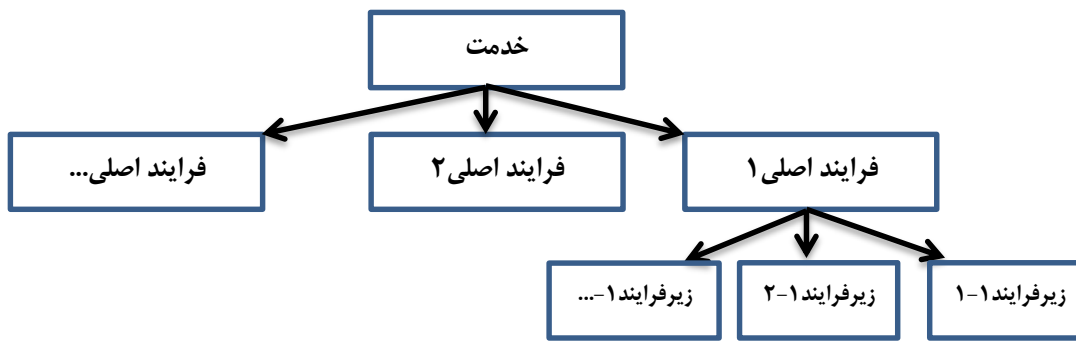 خدمت
فرایند اصلی۱
فرایند اصلی۲
فرایند اصلی...
زیرفرایند۱-۱
زیرفرایند۱-۲
زیرفرایند۱-...